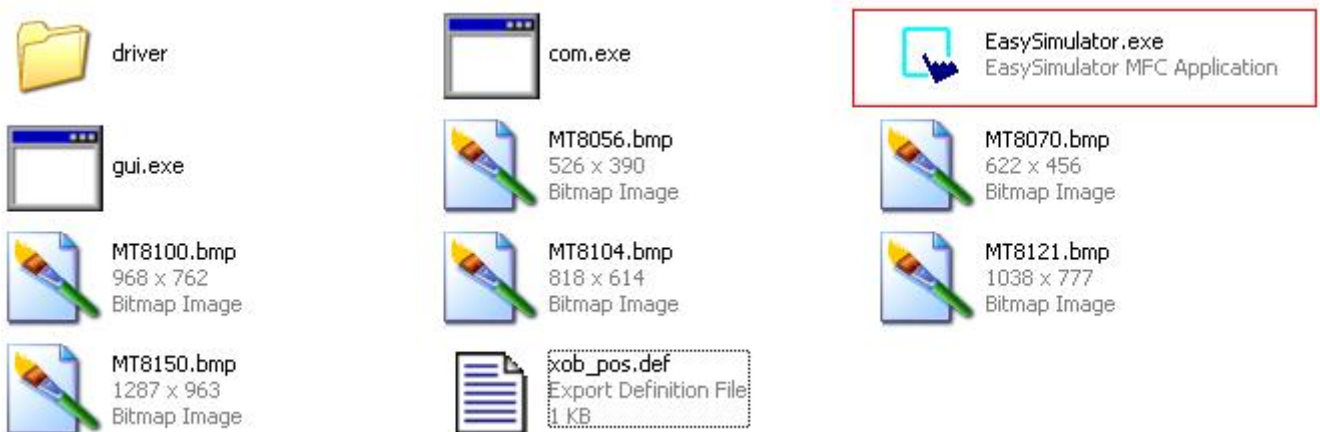 driver
com.exe
EasySimulator.exe
EasySimulator MFC Application
gui.exe
MT8056.bmp
526 x 390
Bitmap Image
MT8070.bmp
622 x 456
Bitmap Image
MT8100.bmp
968 x 762
Bitmap Image
MT8104.bmp
818 x 614
Bitmap Image
MT8121.bmp
1038 x 777
Bitmap Image
MT8150.bmp
1287 x 963
Bitmap Image
xob_pos.def
Export Definition File
1 KB